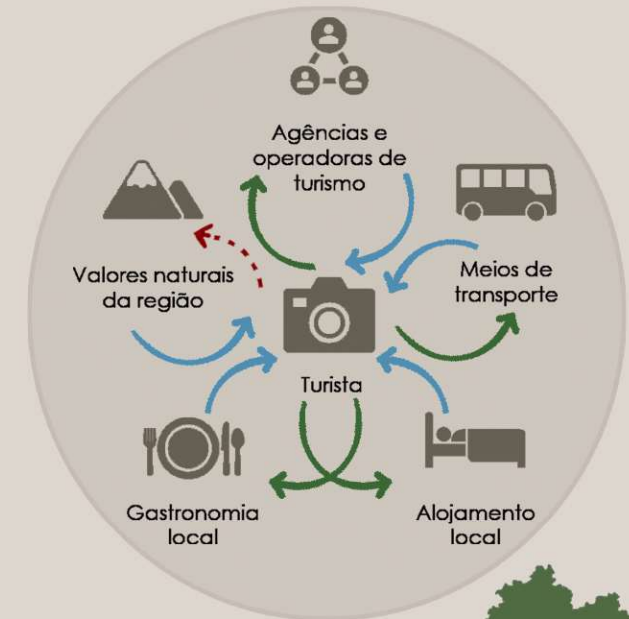 Agências e
operadoras de
turismo
Valores naturais
da região
Meios de
transporte
Turista
Gastronomia
local
Alojamento
local